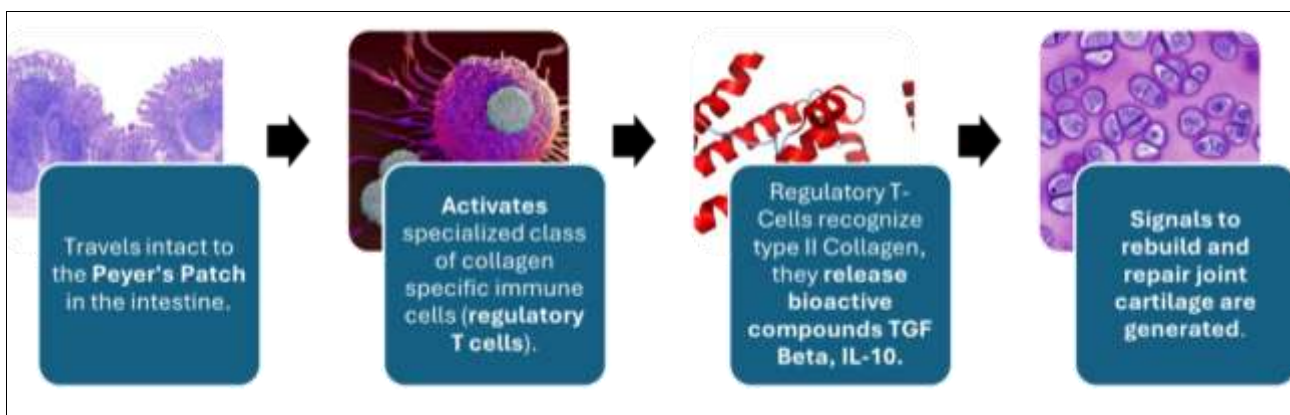 Travels intact to
the Peyer's Patch
in the intestine.
Activates
specialized class
of collagen
specific immune
cells (regulatory
T cells).
Regulatory T-
Cells recognize
type II Collagen,
they release
bioactive
compounds TGF
Beta, IL-10.
Signals to
rebuild and
repair joint
cartilage are
generated.